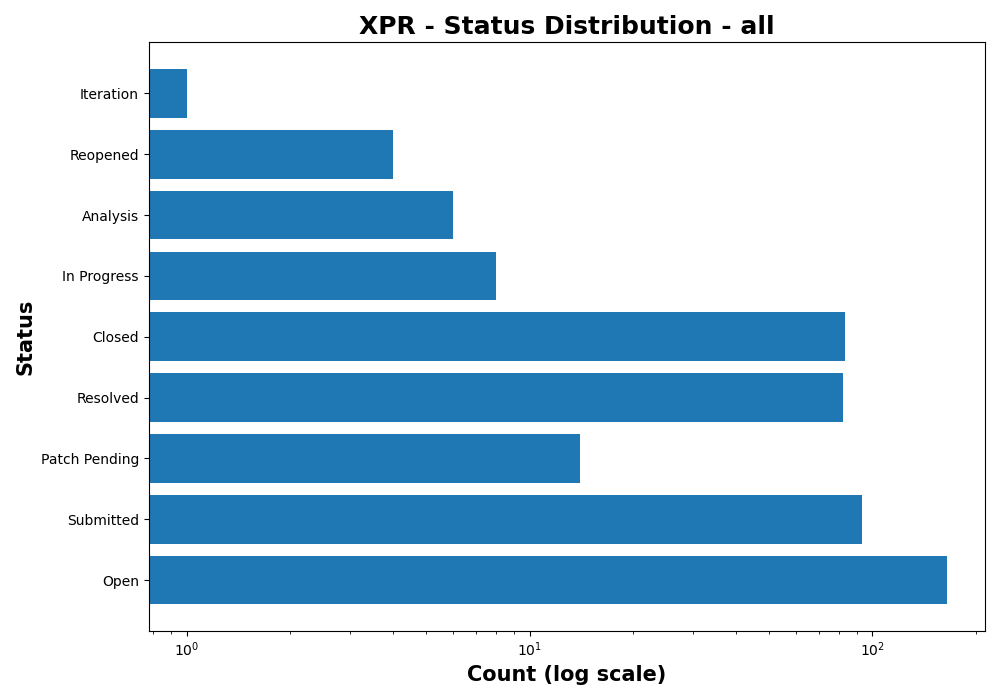 XPR - Status Distribution - all
Status
Iteration
Reopened
Analysis
In Progress
Closed
Resolved
Patch Pending
Submitted
Open
10⁰
10¹
10²
Count (log scale)